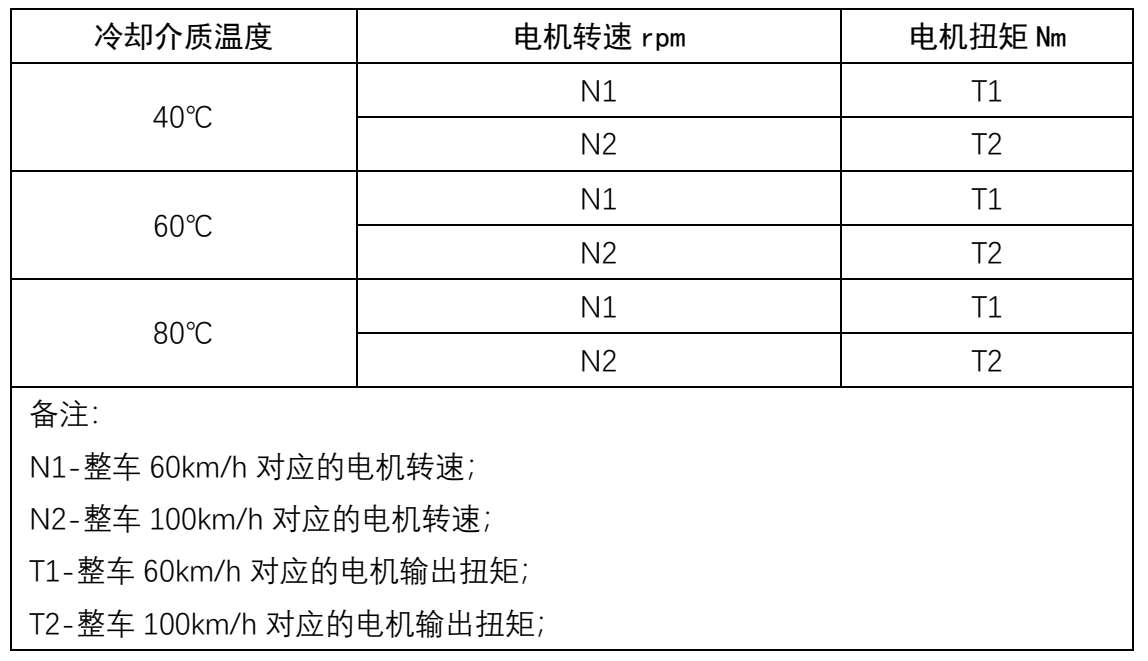 冷却介质温度 电机转速 rpm 电机扭矩 Nm
40℃ N1 T1
N2 T2
60℃ N1 T1
N2 T2
80℃ N1 T1
N2 T2
备注：
N1-整车 60km/h 对应的电机转速；
N2-整车 100km/h 对应的电机转速；
T1-整车 60km/h 对应的电机输出扭矩；
T2-整车 100km/h 对应的电机输出扭矩；